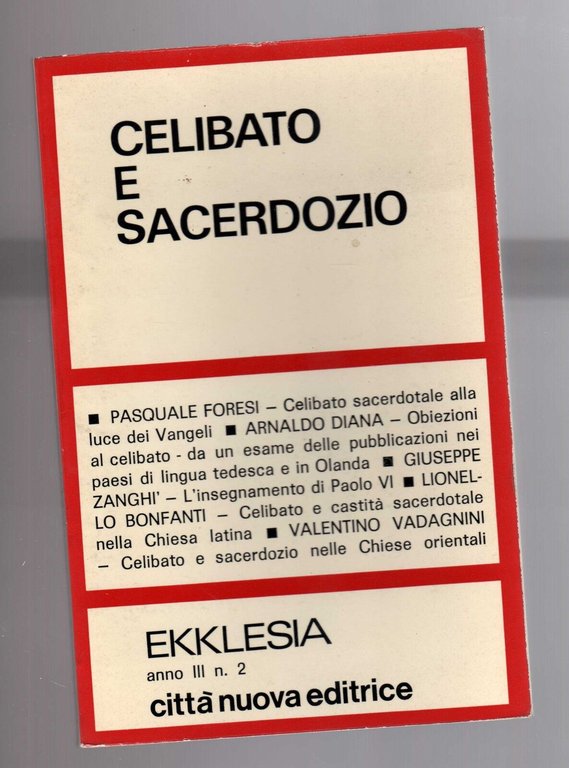 CELIBATO
E
SACERDOZIO
■ PASQUALE FORESI – Celibato sacerdotale alla
luce dei Vangeli ■ ARNALDO DIANA – Obiezioni
al celibato - da un esame delle pubblicazioni nei
paesi di lingua tedesca e in Olanda ■ GIUSEPPE
ZANGHI' – L'insegnamento di Paolo VI ■ LIONEL-
LO BONFANTI – Celibato e castità sacerdotale
nella Chiesa latina ■ VALENTINO VADAGNINI
– Celibato e sacerdozio nelle Chiese orientali
EKKLESIA
anno III n. 2
città nuova editrice